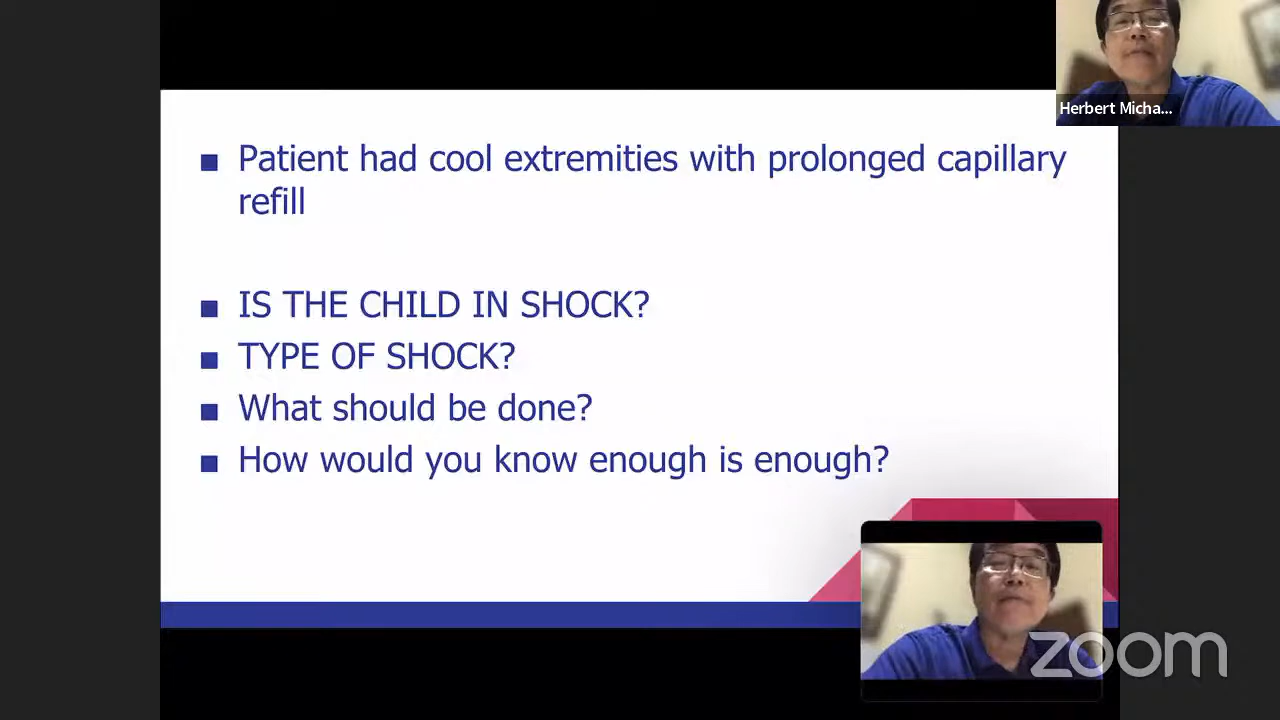 Herbert Micha...
■ Patient had cool extremities with prolonged capillary
refill
■ IS THE CHILD IN SHOCK?
■ TYPE OF SHOCK?
■ What should be done?
■ How would you know enough is enough?
zoom